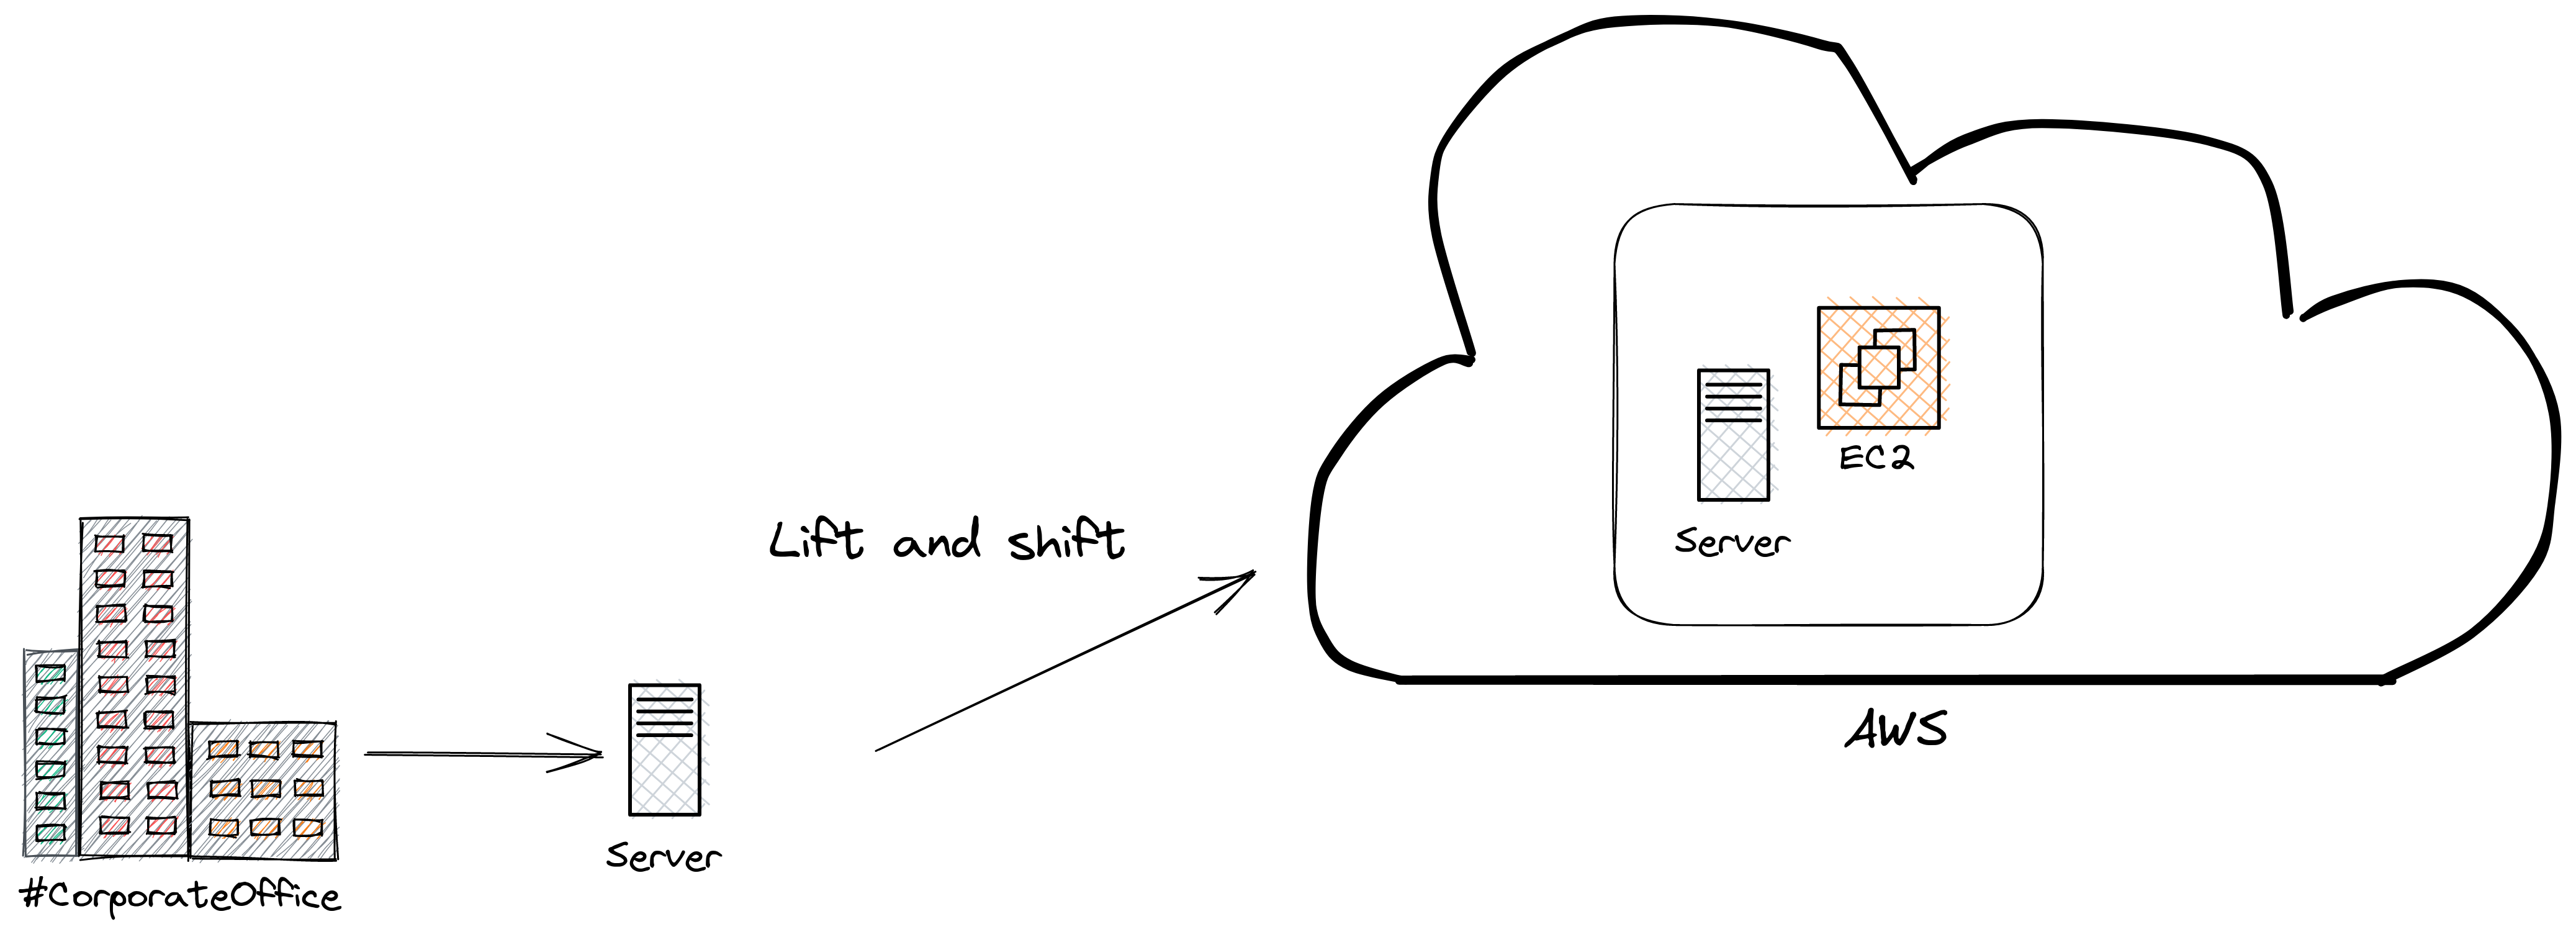 EC2
Server
Lift and shift
AWS
Server
#CorporateOffice